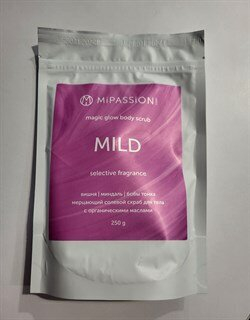 MiPASSiON
magic glow body scrub
MILD
selective fragrance
вишня | миндаль | бобы тонка
мерцающий солевой скраб для тела
с органическими маслами
250 g